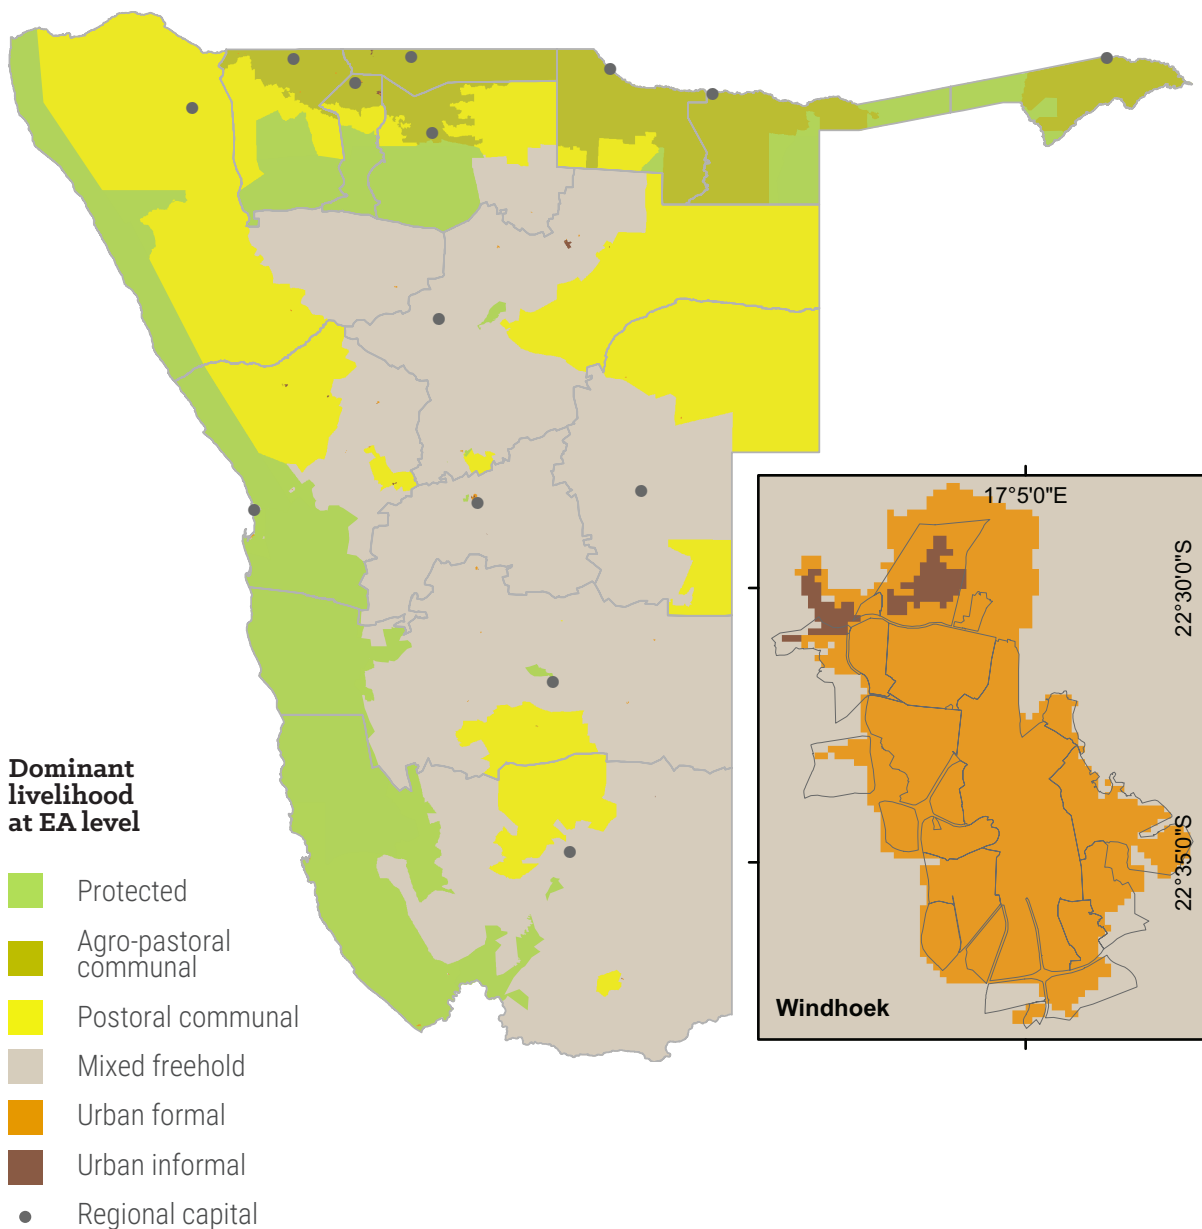 17°5'0"E
22°30'0"S
22°35'0"S
Windhoek
Dominant
livelihood
at EA level
Protected
Agro-pastoral
communal
Postoral communal
Mixed freehold
Urban formal
Urban informal
Regional capital